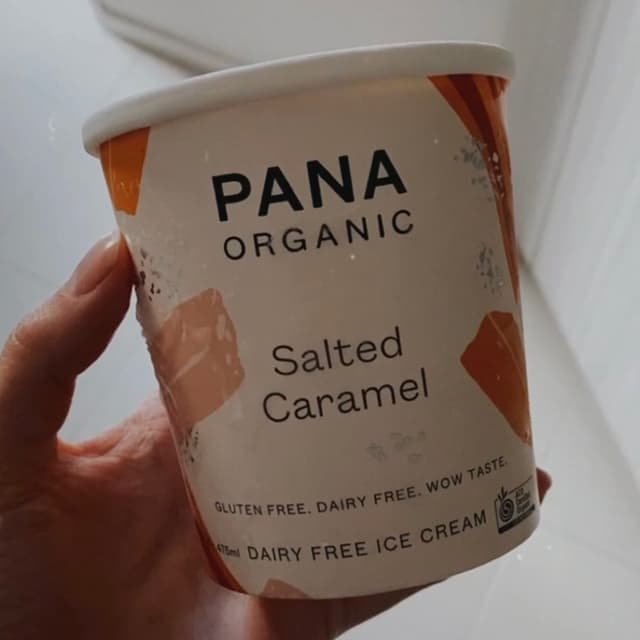 PANA
ORGANIC
Salted
Caramel
GLUTEN FREE. DAIRY FREE. WOW TASTE.
475ml DAIRY FREE ICE CREAM